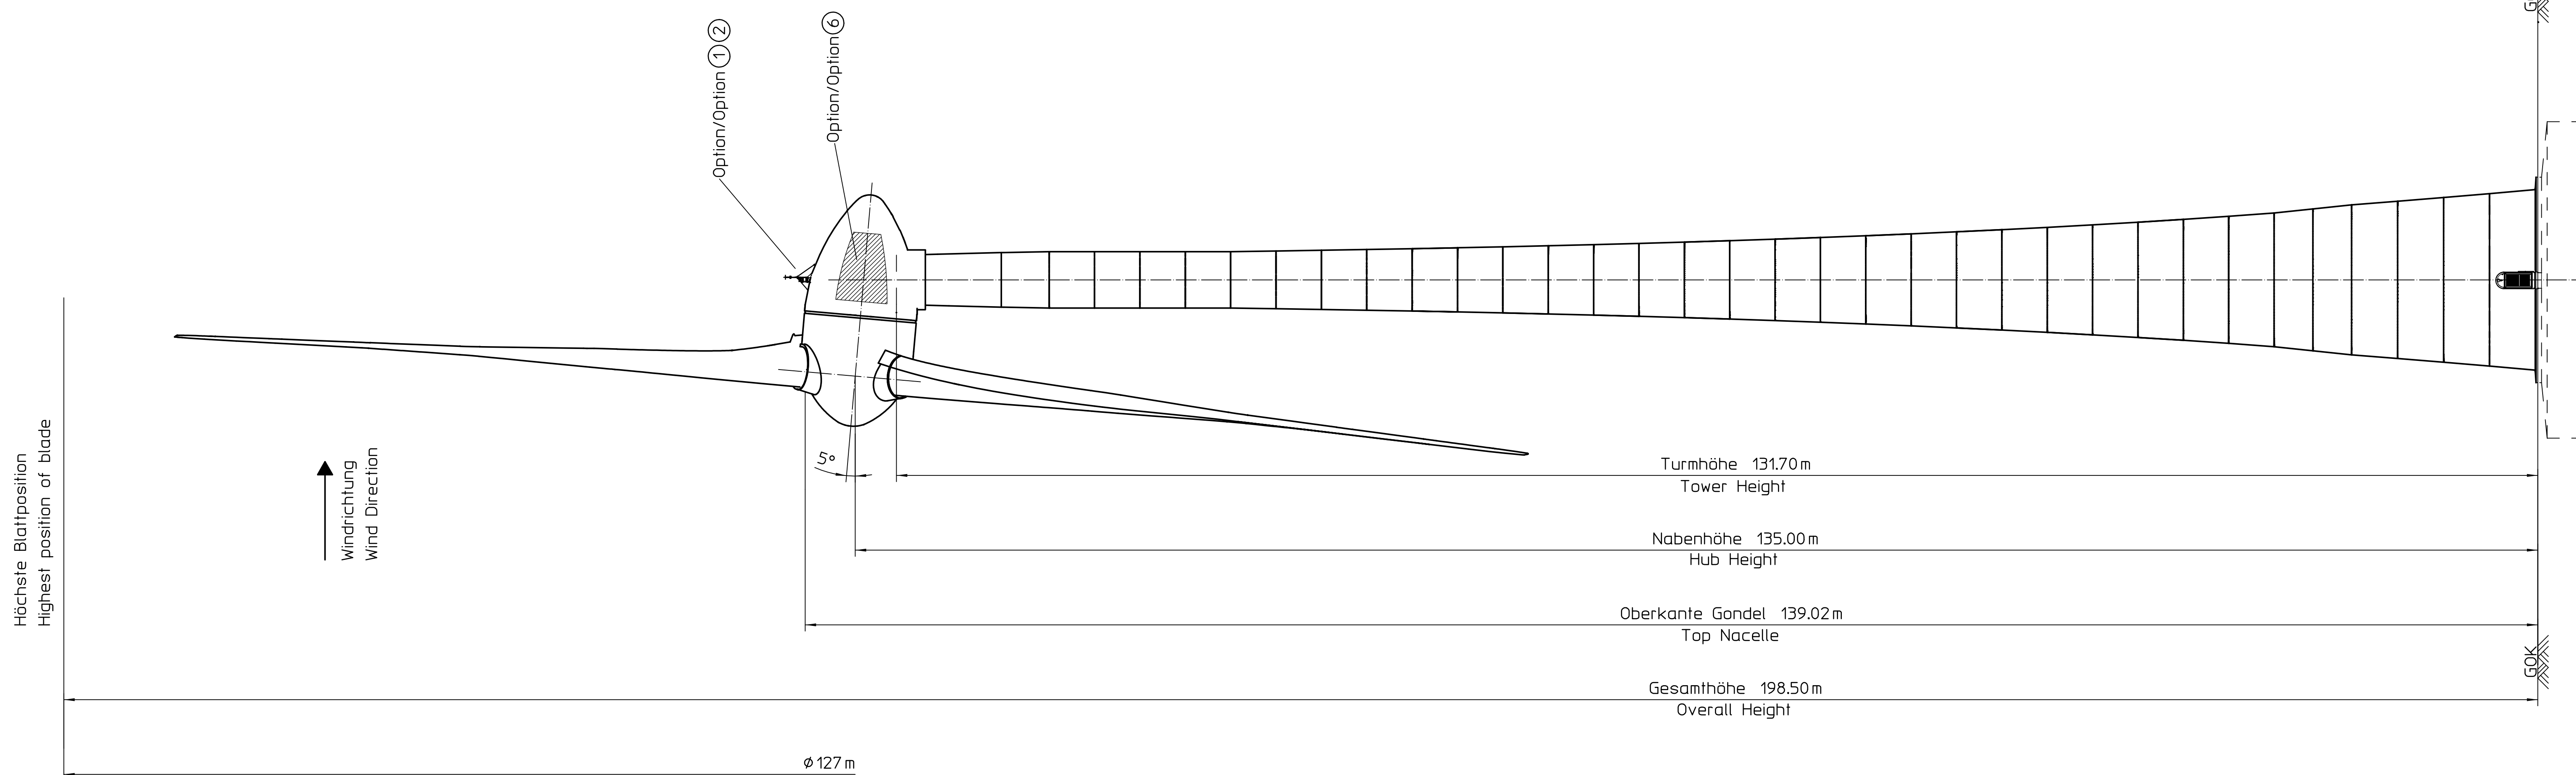 Höchste Blattposition
Highest position of blade
Windrichtung
Wind Direction
Option/Option 1 2
Option/Option 6
5°
Turmhöhe 131.70 m
Tower Height
Nabenhöhe 135.00 m
Hub Height
Oberkante Gondel 139.02 m
Top Nacelle
Gesamthöhe 198.50 m
Overall Height
ϕ 127 m
GOK